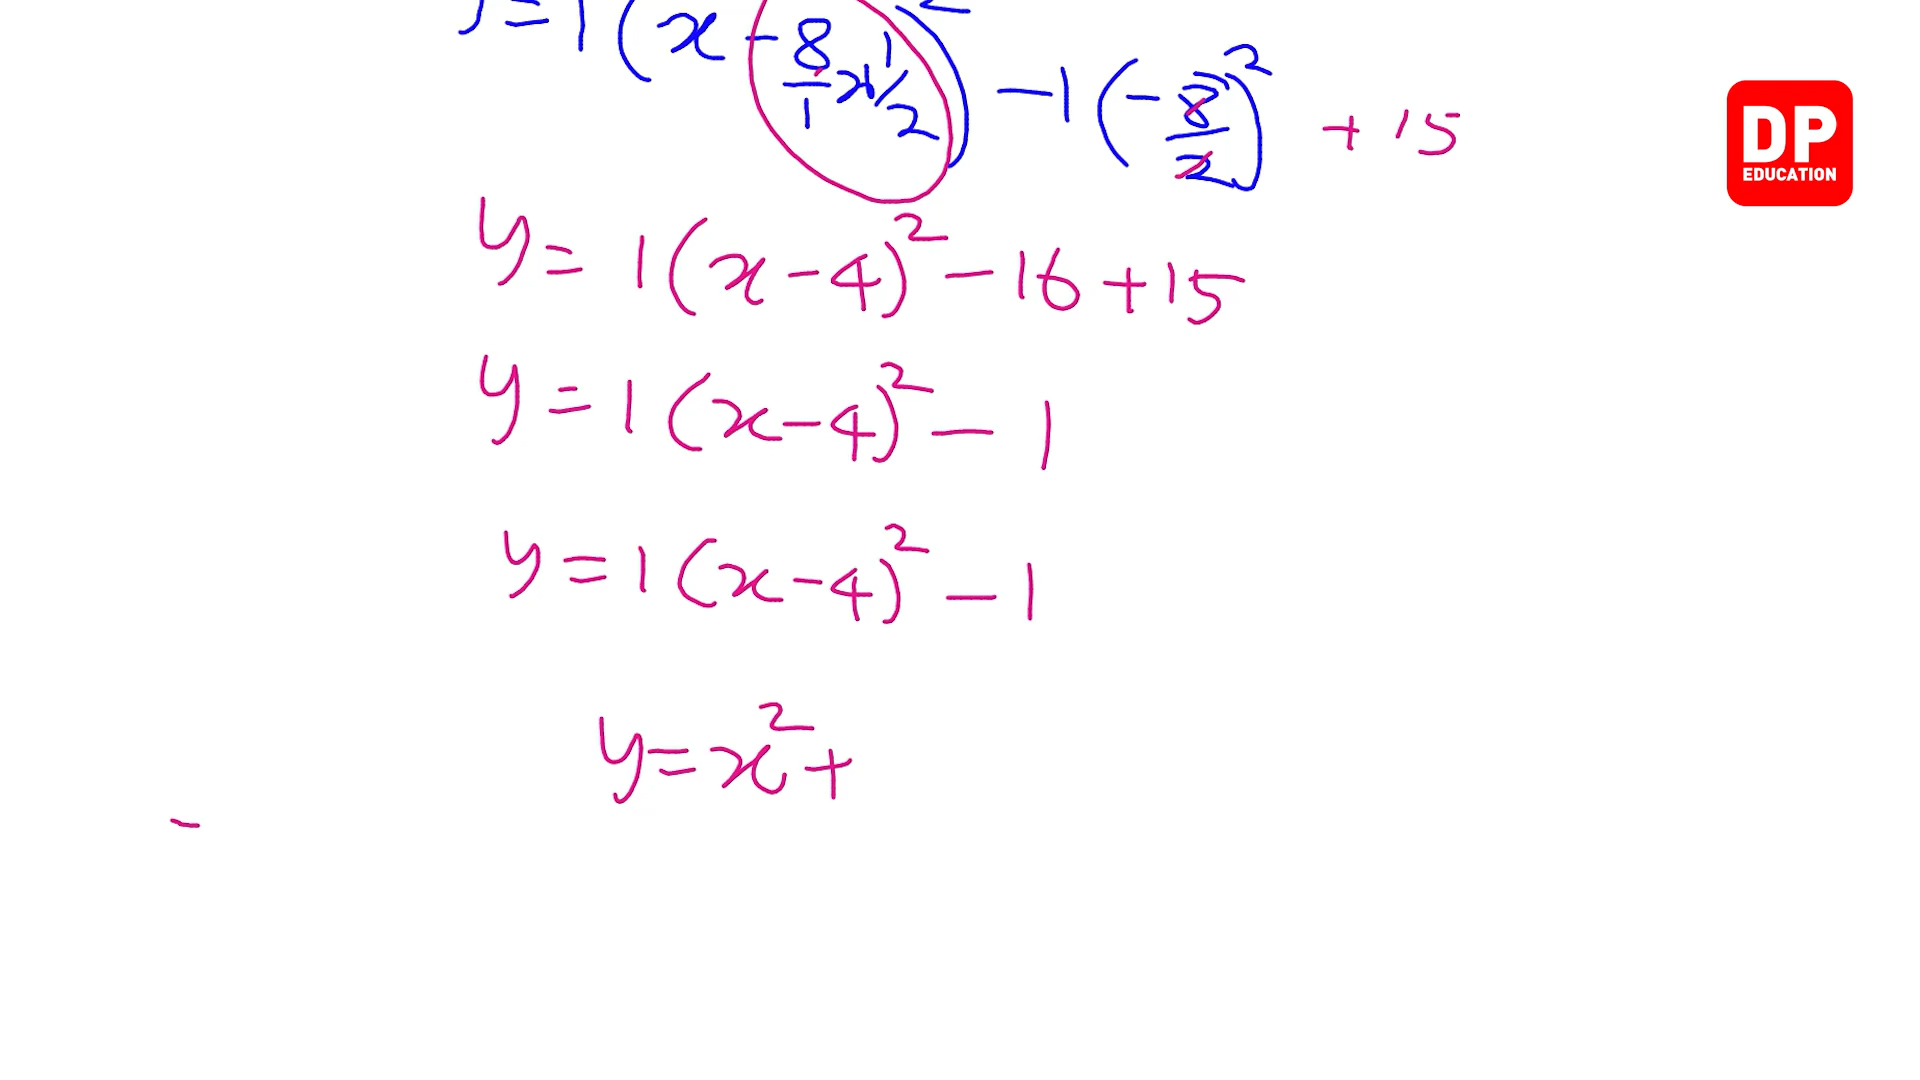 y = 1(x - 8/1 × 1/2)² - 1(-8/2)² + 15
DP
EDUCATION
y = 1(x-4)² - 16 + 15
y = 1(x-4)² - 1
y = 1(x-4)² - 1
y = x² +
-